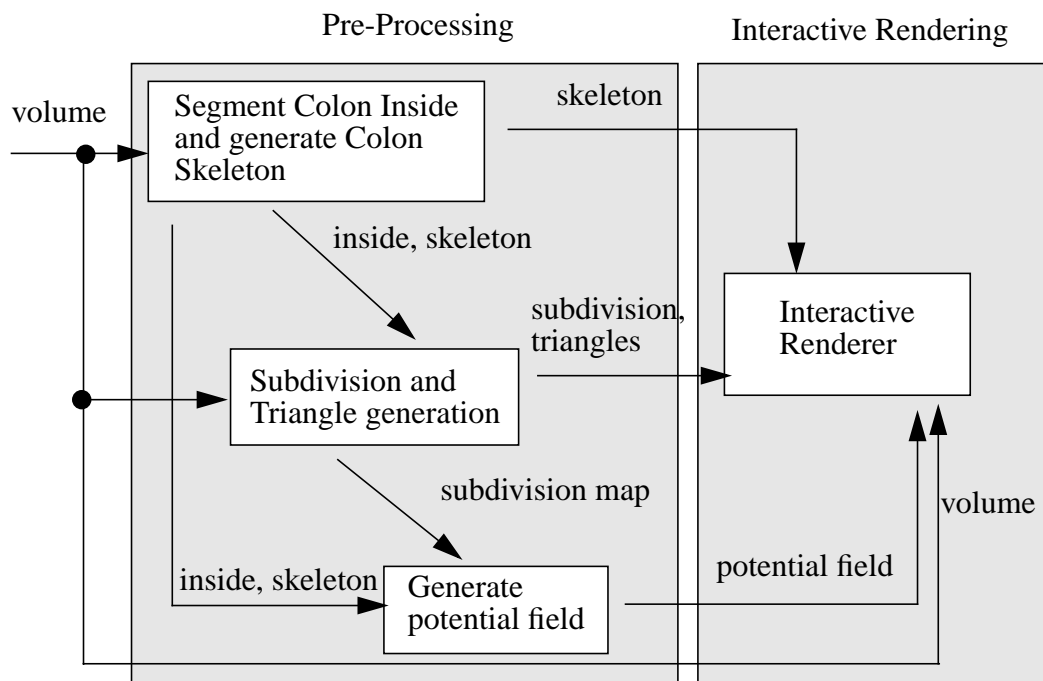 Pre-Processing
Interactive Rendering
volume
Segment Colon Inside
and generate Colon
Skeleton
skeleton
inside, skeleton
subdivision,
triangles
Interactive
Renderer
Subdivision and
Triangle generation
subdivision map
volume
inside, skeleton
Generate
potential field
potential field